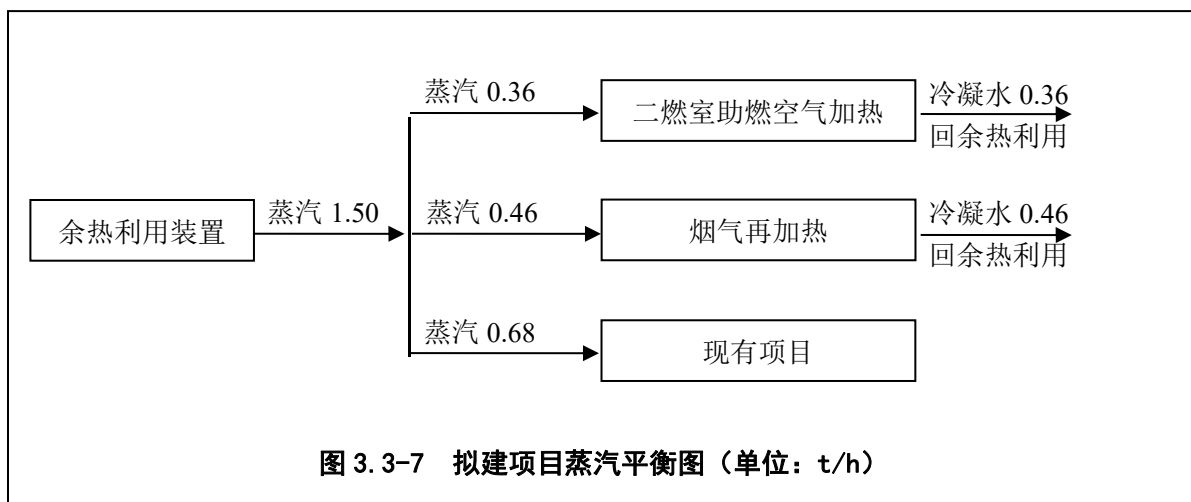 蒸汽 0.36
二燃室助燃空气加热
冷凝水 0.36
回余热利用
余热利用装置
蒸汽 1.50
蒸汽 0.46
烟气再加热
冷凝水 0.46
回余热利用
蒸汽 0.68
现有项目
图 3.3-7 拟建项目蒸汽平衡图（单位：t/h）